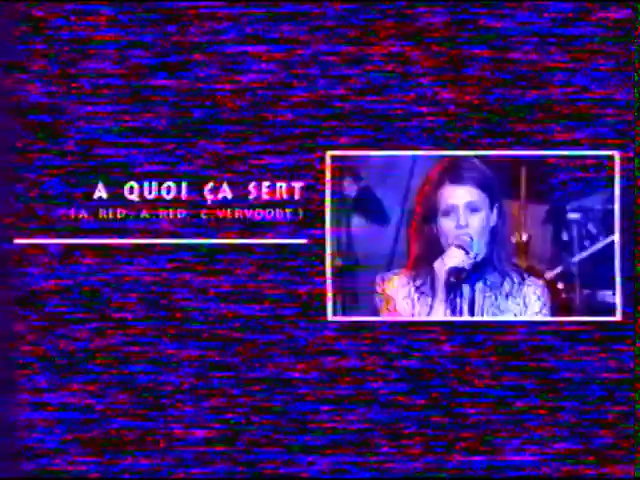 A QUOI ÇA SERT
( A. RED, A. RED, C. VERVOORT )